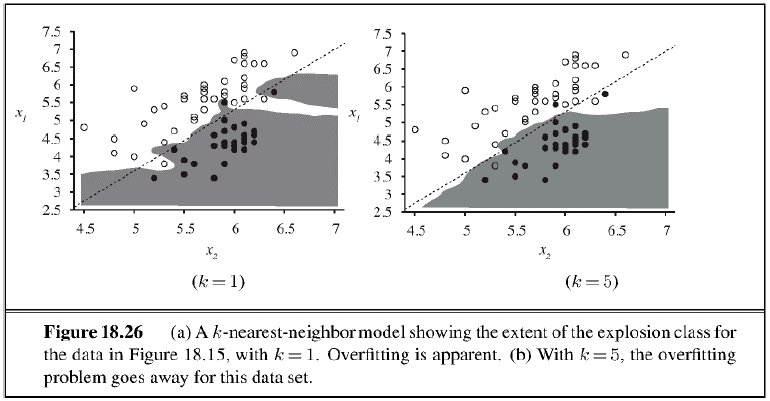 7.5
7
6.5
6
5.5
5
4.5
4
3.5
3
2.5
x₁
4.5 5 5.5 6 6.5 7
x₂
(k = 1)
7.5
7
6.5
6
5.5
5
4.5
4
3.5
3
2.5
x₁
4.5 5 5.5 6 6.5 7
x₂
(k = 5)
Figure 18.26 (a) A k-nearest-neighbor model showing the extent of the explosion class for
the data in Figure 18.15, with k = 1. Overfitting is apparent. (b) With k = 5, the overfitting
problem goes away for this data set.